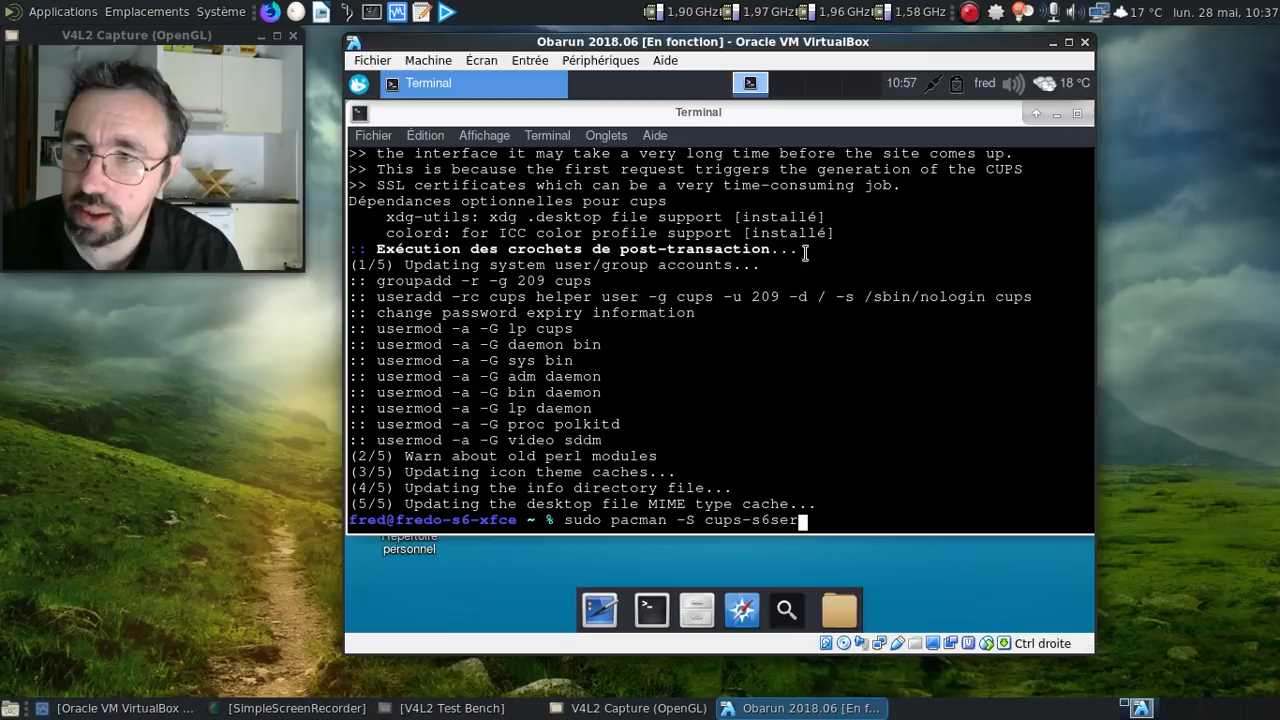 Applications Emplacements Système
1,90 GHz 1,97 GHz 1,96 GHz 1,58 GHz 17 °C lun. 28 mai, 10:37
V4L2 Capture (OpenGL)
Obarun 2018.06 [En fonction] - Oracle VM VirtualBox
Fichier Machine Écran Entrée Périphériques Aide
Terminal 10:57 fred 18 °C
Terminal
Fichier Édition Affichage Terminal Onglets Aide
>> the interface it may take a very long time before the site comes up.
>> This is because the first request triggers the generation of the CUPS
>> SSL certificates which can be a very time-consuming job.
Dépendances optionnelles pour cups
xdg-utils: xdg .desktop file support [installé]
colord: for ICC color profile support [installé]
:: Exécution des crochets de post-transaction...
(1/5) Updating system user/group accounts...
:: groupadd -r -g 209 cups
:: useradd -rc cups helper user -g cups -u 209 -d / -s /sbin/nologin cups
:: change password expiry information
:: usermod -a -G lp cups
:: usermod -a -G daemon bin
:: usermod -a -G sys bin
:: usermod -a -G adm daemon
:: usermod -a -G bin daemon
:: usermod -a -G lp daemon
:: usermod -a -G proc polkitd
:: usermod -a -G video sddm
(2/5) Warn about old perl modules
(3/5) Updating icon theme caches...
(4/5) Updating the info directory file...
(5/5) Updating the desktop file MIME type cache...
fred@fredo-s6-xfce ~ % sudo pacman -S cups-s6ser
Répertoire
personnel
Ctrl droite
[Oracle VM VirtualBox ... [SimpleScreenRecorder] [V4L2 Test Bench] V4L2 Capture (OpenGL) Obarun 2018.06 [En f...